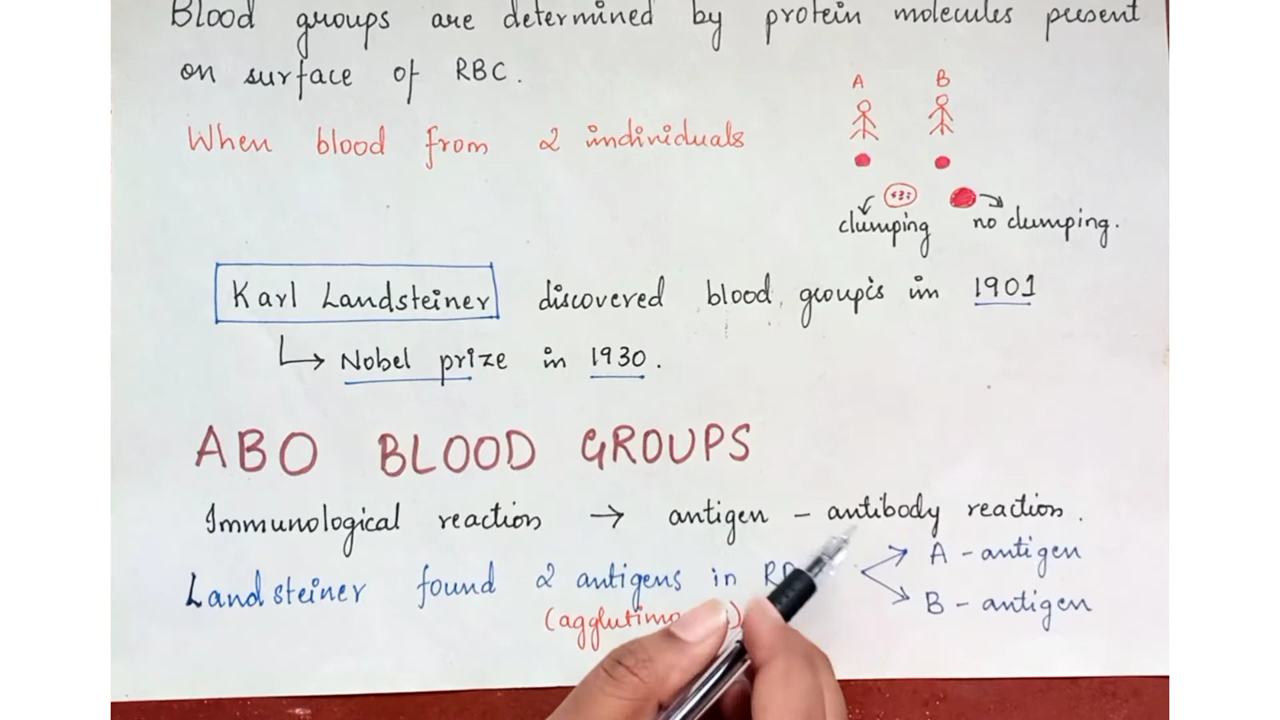 Blood groups are determined by protein molecules present
on surface of RBC.
A B
When blood from 2 individuals
clumping no clumping.
Karl Landsteiner discovered blood groups in 1901
↳ Nobel prize in 1930.
ABO BLOOD GROUPS
Immunological reaction → antigen - antibody reaction.
A - antigen
Landsteiner found 2 antigens in
B - antigen